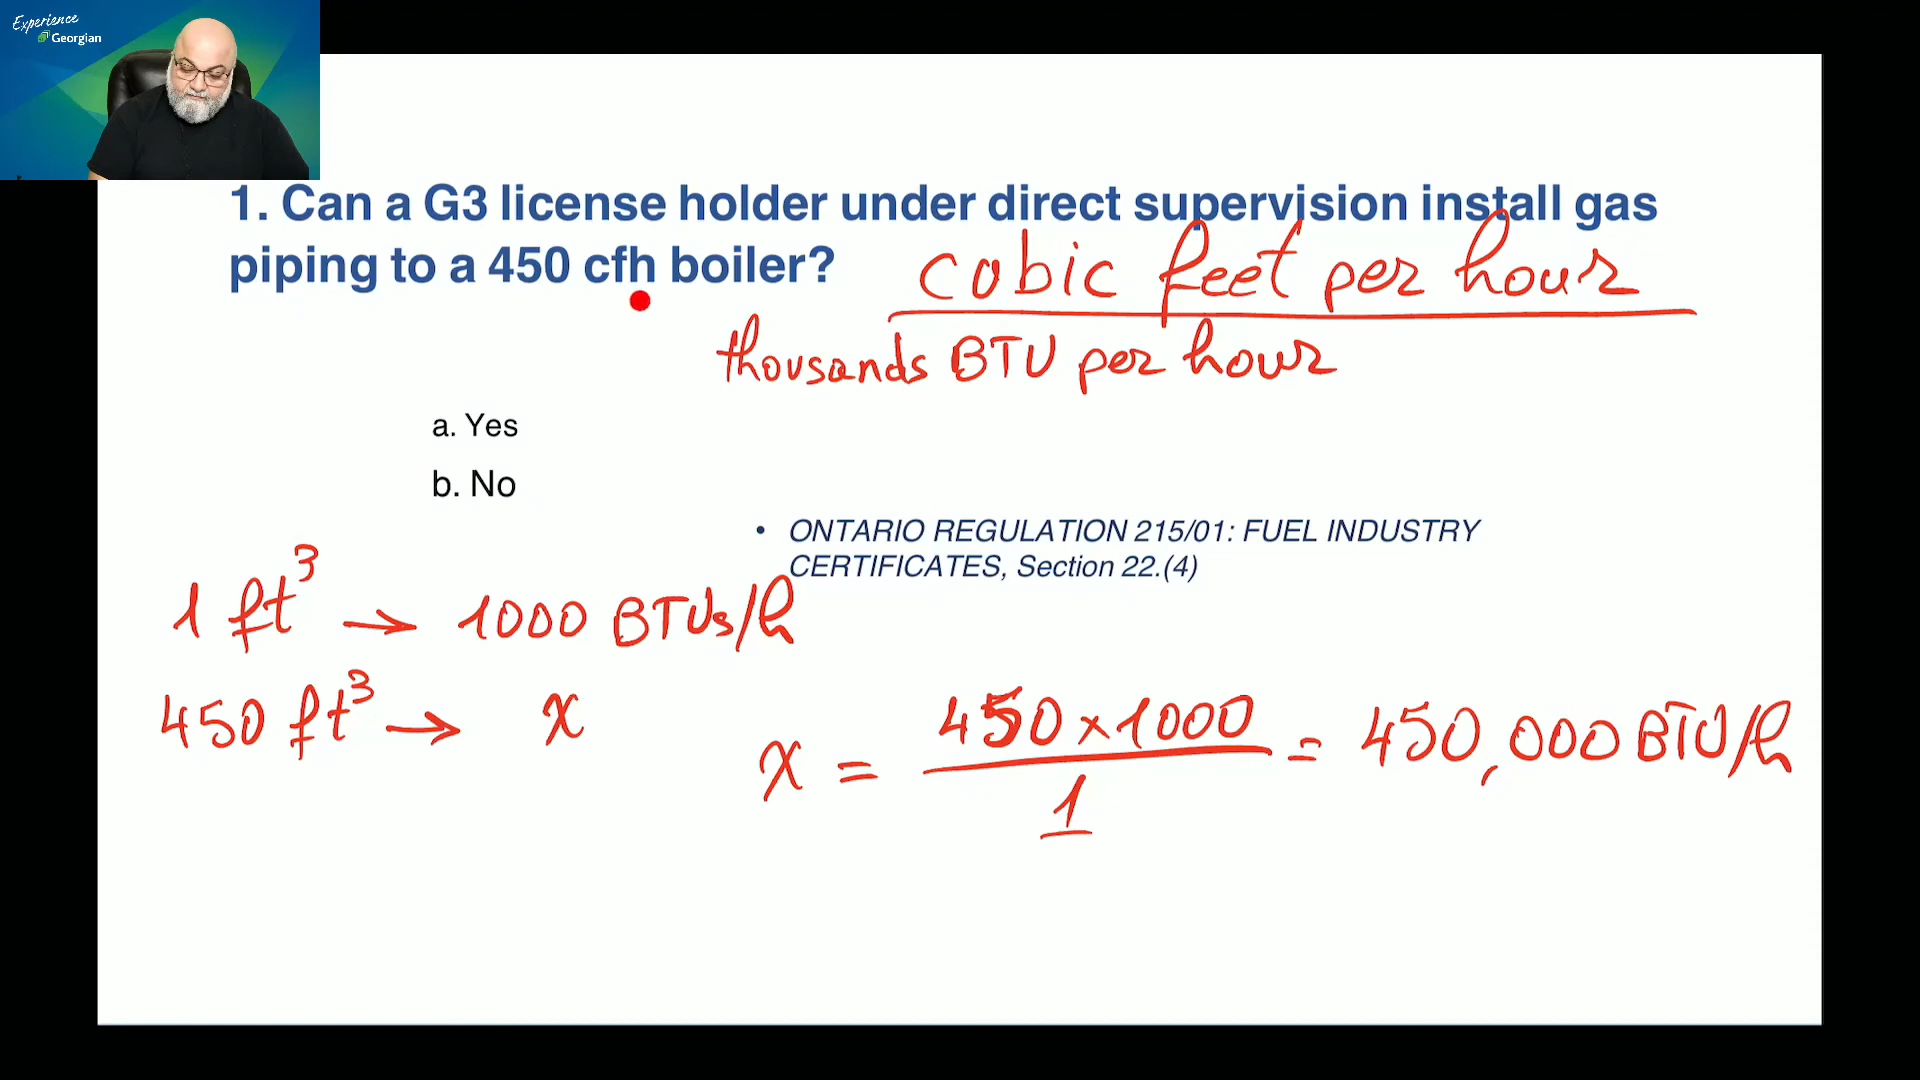 Experience
Georgian
1. Can a G3 license holder under direct supervision install gas
piping to a 450 cfh boiler?
cubic feet per hour
thousands BTU per hour
a. Yes
b. No
• ONTARIO REGULATION 215/01: FUEL INDUSTRY
CERTIFICATES, Section 22.(4)
1 ft³ → 1000 BTUs/h
450 ft³ → x
x = 450 x 1000 / 1 = 450,000 BTU/h